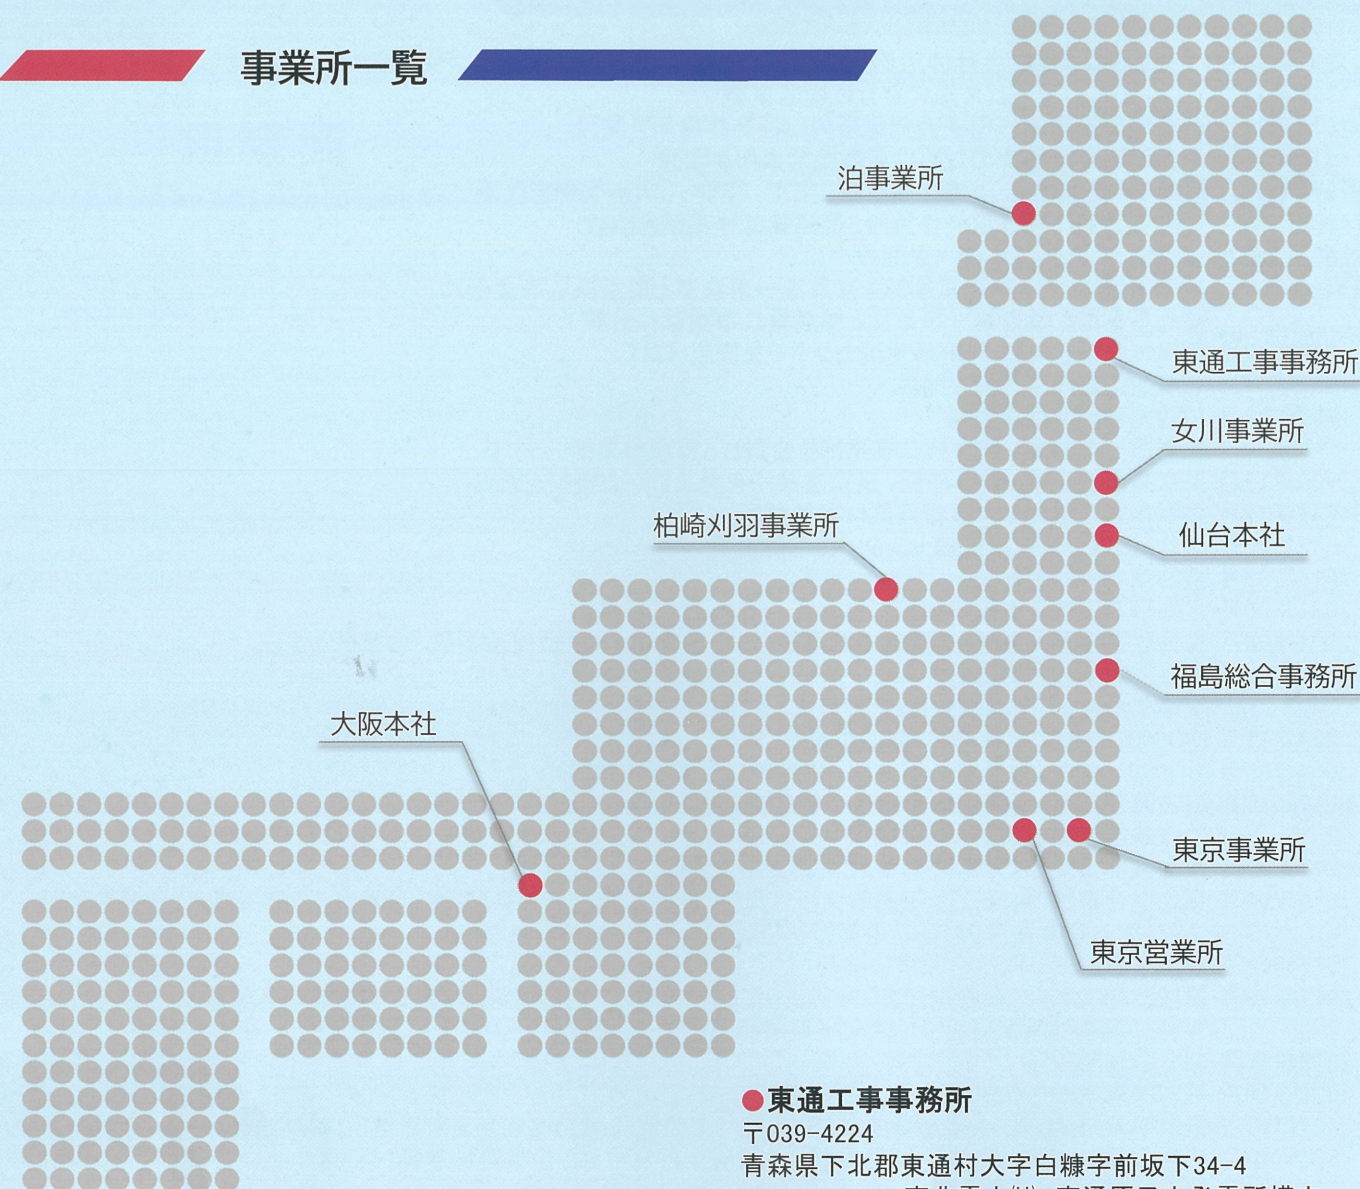 事業所一覧
泊事業所
東通工事事務所
女川事業所
柏崎刈羽事業所
仙台本社
福島総合事務所
大阪本社
東京事業所
東京営業所
●東通工事事務所
〒039-4224
青森県下北郡東通村大字白糠字前坂下34-4